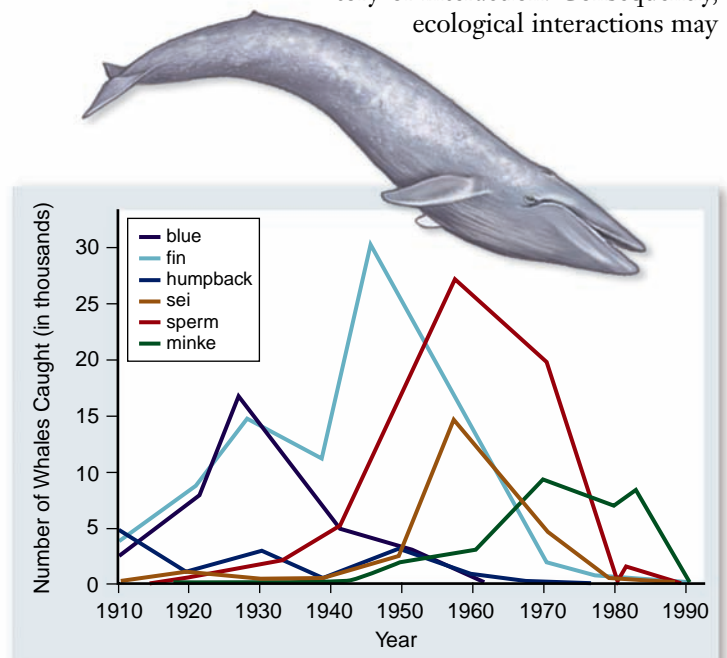 ecological interactions may
Number of Whales Caught (in thousands)
blue
fin
humpback
sei
sperm
minke
30
25
20
15
10
5
0
1910 1920 1930 1940 1950 1960 1970 1980 1990
Year